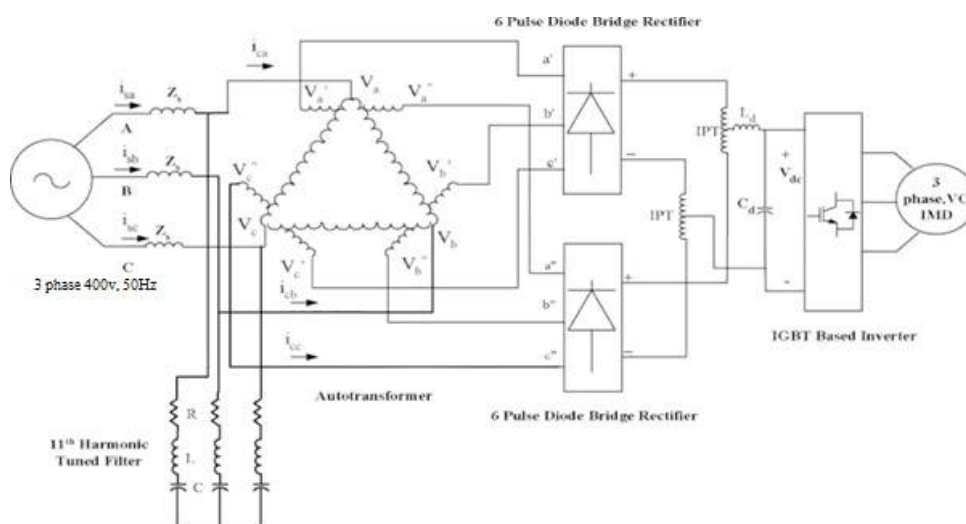 6 Pulse Diode Bridge Rectifier
i_ca
a'
V_a'
V_a
V_a"
+
i_sa
Z_s
L_d
b'
IPT
A
i_sb
Z_s
V_c"
V_b'
c'
–
+
V_dc
B
3
phase,VC
IMD
i_sc
Z_s
V_c
V_b
IPT
C_d
C
V_c'
V_b"
a"
+
-
3 phase 400v, 50Hz
i_cb
b"
IGBT Based Inverter
i_cc
c"
–
Autotransformer
6 Pulse Diode Bridge Rectifier
R
11th Harmonic
Tuned Filter
L
C